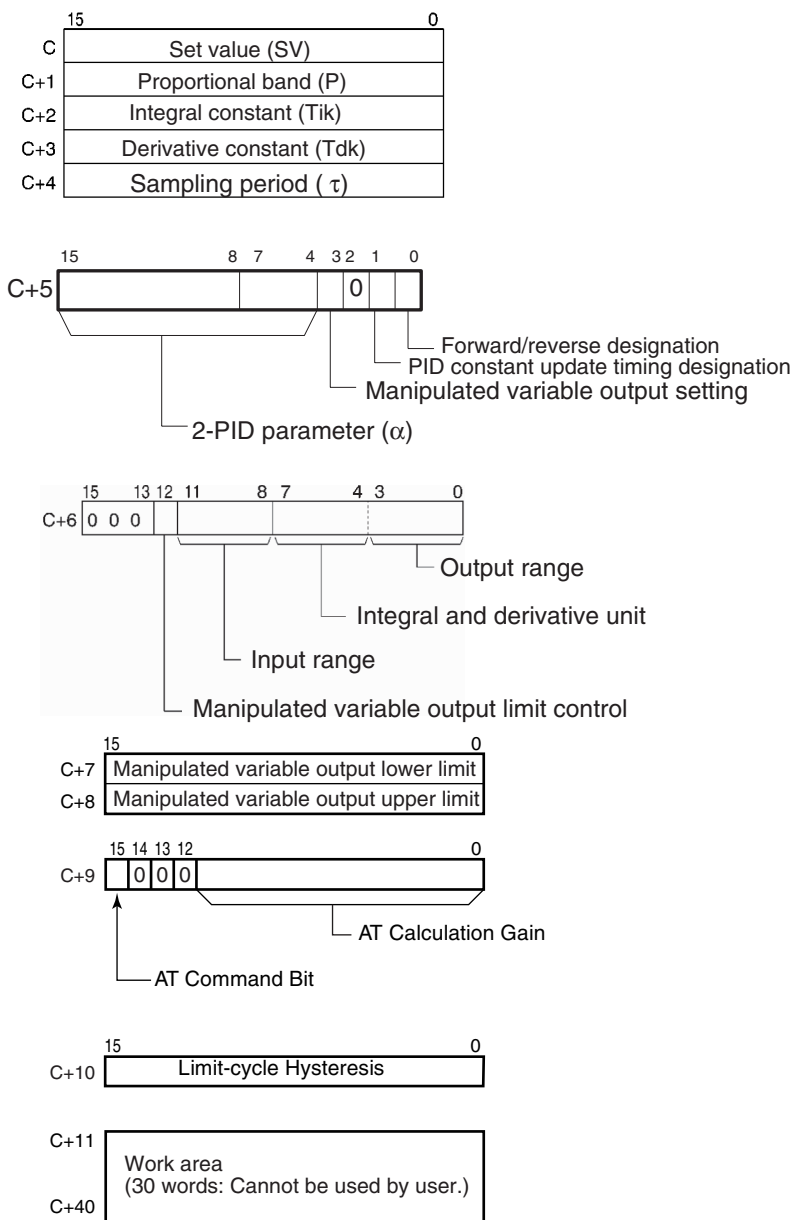 15 0
C Set value (SV)
C+1 Proportional band (P)
C+2 Integral constant (Tik)
C+3 Derivative constant (Tdk)
C+4 Sampling period ( τ)
15 8 7 4 3 2 1 0
C+5 0
Forward/reverse designation
PID constant update timing designation
Manipulated variable output setting
2-PID parameter (α)
15 13 12 11 8 7 4 3 0
C+6 0 0 0
Output range
Integral and derivative unit
Input range
Manipulated variable output limit control
15 0
C+7 Manipulated variable output lower limit
C+8 Manipulated variable output upper limit
15 14 13 12 0
C+9 0 0 0
AT Calculation Gain
AT Command Bit
15 0
C+10 Limit-cycle Hysteresis
C+11
Work area
(30 words: Cannot be used by user.)
C+40